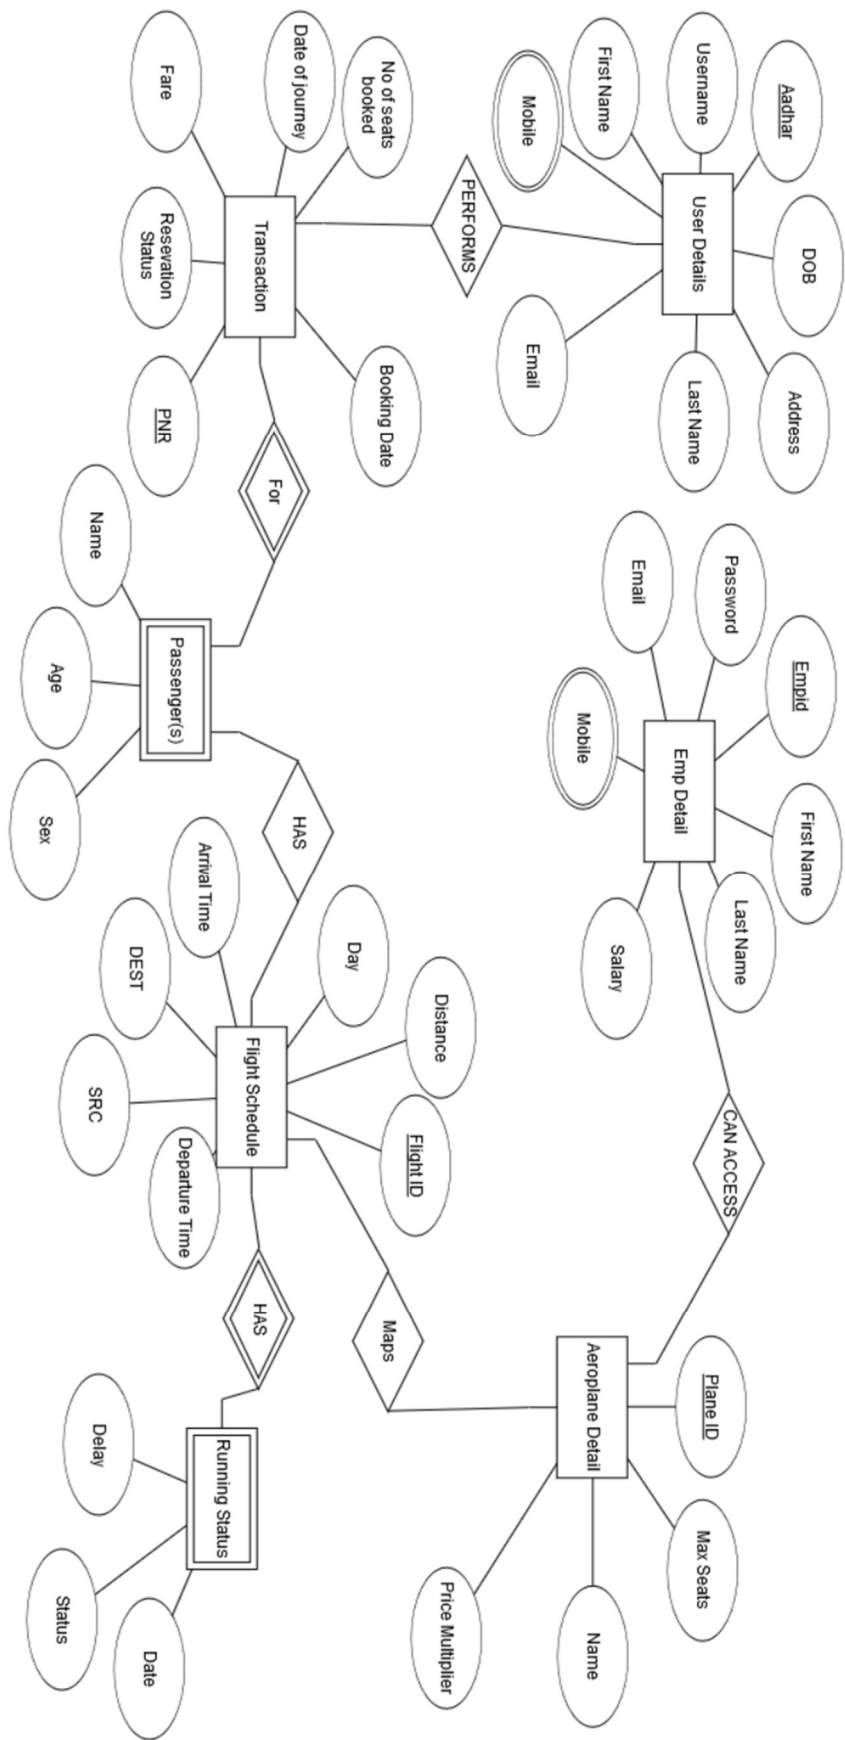 Aadhar
DOB
Address
Username
User Details
Last Name
First Name
Mobile
Email
PERFORMS
No of seats
booked
Date of journey
Fare
Transaction
Booking Date
Resevation
Status
PNR
For
Empid
First Name
Password
Last Name
Email
Emp Detail
Mobile
Salary
CAN ACCESS
Name
Age
Sex
Passenger(s)
HAS
Arrival Time
DEST
SRC
Day
Distance
Flight ID
Flight Schedule
Departure Time
Maps
HAS
Plane ID
Max Seats
Aeroplane Detail
Name
Price Multiplier
Running Status
Delay
Status
Date